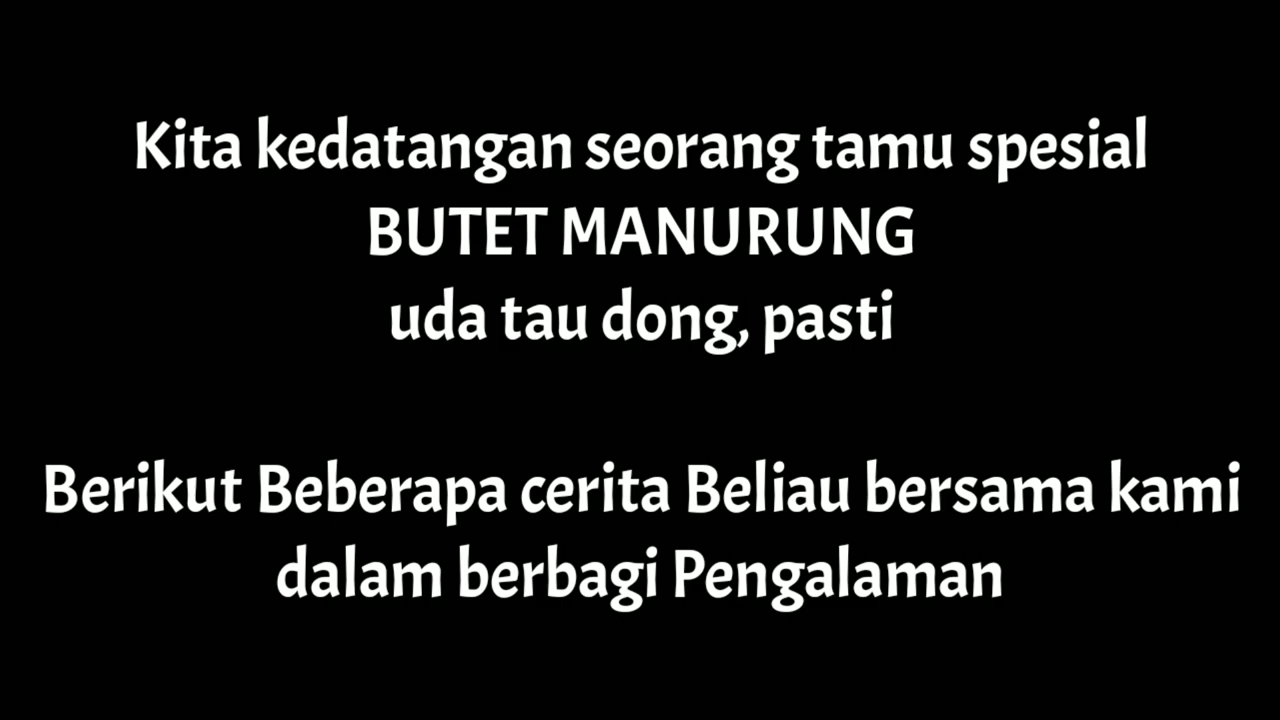 Kita kedatangan seorang tamu spesial
BUTET MANURUNG
uda tau dong, pasti
Berikut Beberapa cerita Beliau bersama kami
dalam berbagi Pengalaman